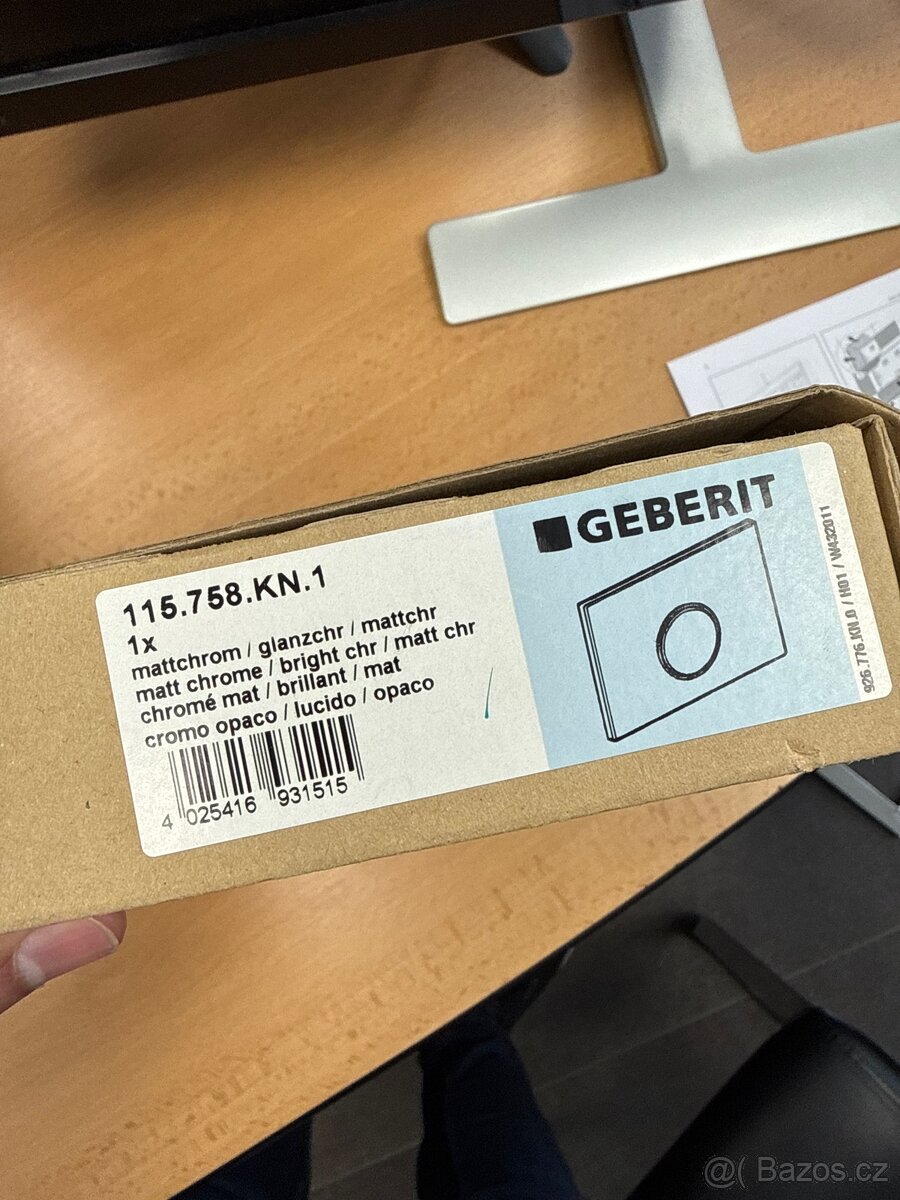 GEBERIT
115.758.KN.1
1x
mattchrom / glanzchr / mattchr
matt chrome / bright chr / matt chr
chromé mat / brillant / mat
cromo opaco / lucido / opaco
4 025416 931515
926.776.KN.0 / H01 / W432011
@( Bazos.cz